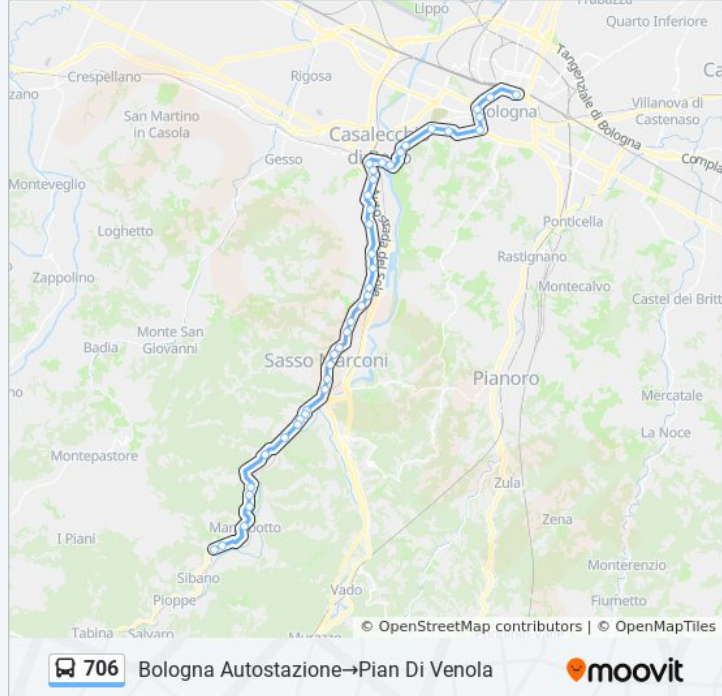 Lippo
Quarto Inferiore
Crespellano
Rigosa
Tangenziale di Bologna
San Martino
in Casola
Villanova di
Castenaso
Casalecchio
Gesso
Monteveglio
Ponticella
Loghetto
Rastignano
Zappolino
Montecalvo
Castel dei Britt
Monte San
Giovanni
Badia
Sasso Marconi
Pianoro
Mercatale
La Noce
Montepastore
Zula
Zena
I Piani
Sibano
Monterenzio
Pioppe
Vado
Fiumetto
Tabina
Salvaro
© OpenStreetMap contributors | © OpenMapTiles
706 Bologna Autostazione→Pian Di Venola
moovit